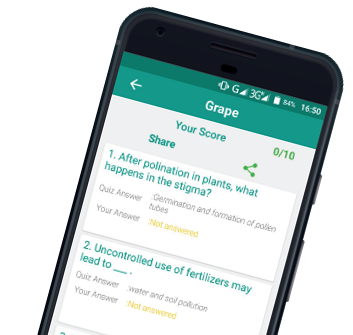 G 3G 84% 16:50
Grape
Your Score
0/10
Share
1. After polination in plants, what
happens in the stigma?
Quiz Answer :Germination and formation of pollen
tubes
Your Answer :Not answered
2. Uncontrolled use of fertilizers may
lead to ___ .
Quiz Answer :water and soil pollution
Your Answer :Not answered